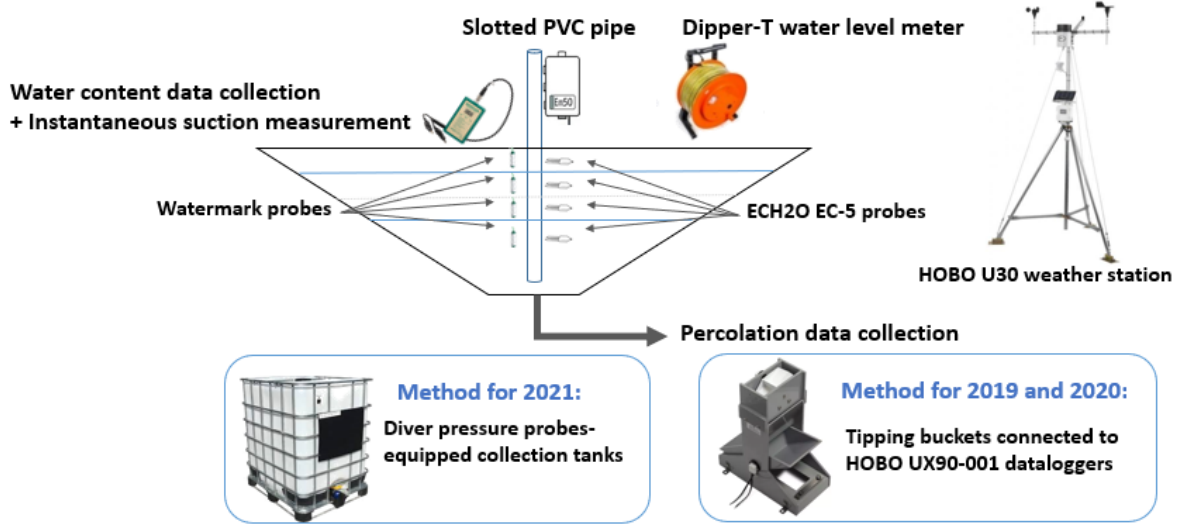 Slotted PVC pipe
Dipper-T water level meter
Water content data collection
+ Instantaneous suction measurement
Em50
Watermark probes
ECH2O EC-5 probes
HOBO U30 weather station
Percolation data collection
Method for 2021:
Diver pressure probes-
equipped collection tanks
Method for 2019 and 2020:
Tipping buckets connected to
HOBO UX90-001 dataloggers